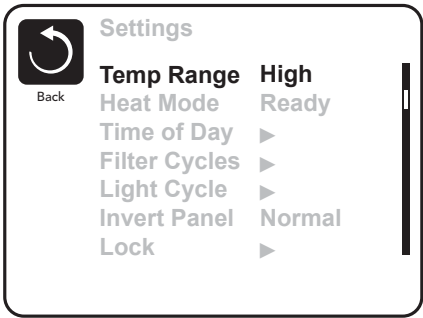 Settings
Back
Temp Range High
Heat Mode Ready
Time of Day ▶
Filter Cycles ▶
Light Cycle ▶
Invert Panel Normal
Lock ▶